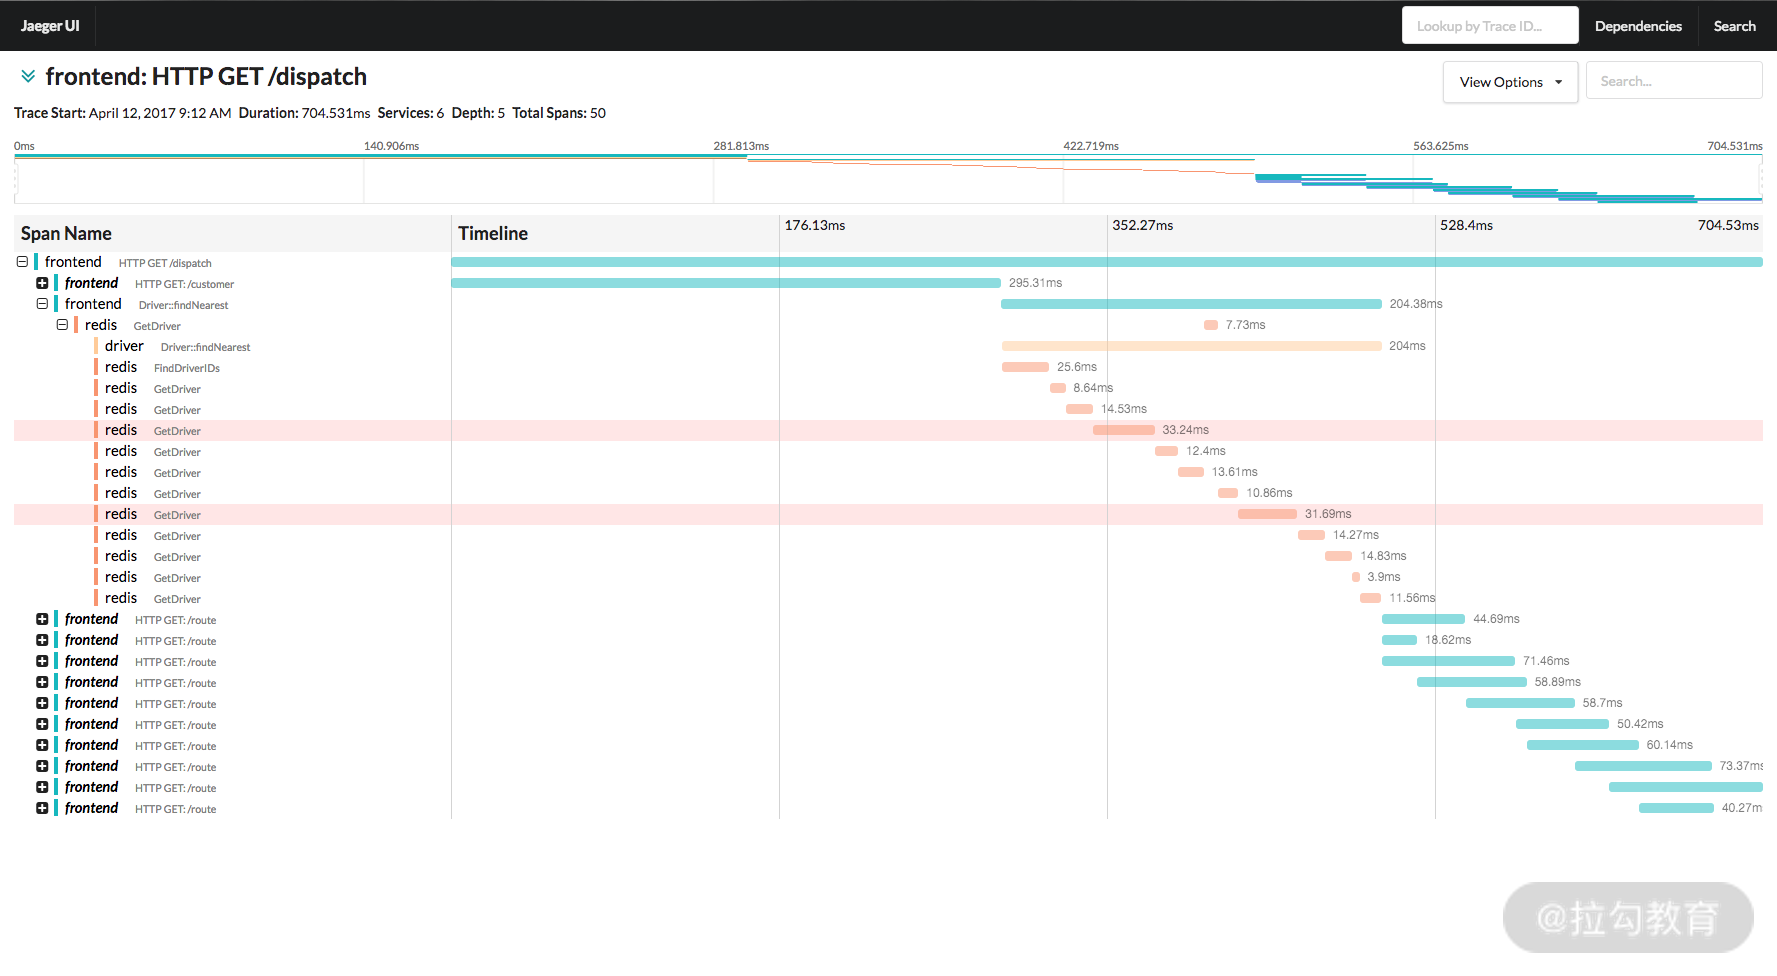 Jaeger UI Lookup by Trace ID... Dependencies Search
frontend: HTTP GET /dispatch View Options Search...
Trace Start: April 12, 2017 9:12 AM Duration: 704.531ms Services: 6 Depth: 5 Total Spans: 50
0ms 140.906ms 281.813ms 422.719ms 563.625ms 704.531ms
Span Name Timeline 176.13ms 352.27ms 528.4ms 704.53ms
frontend HTTP GET /dispatch
frontend HTTP GET: /customer 295.31ms
frontend Driver::findNearest 204.38ms
redis GetDriver 7.73ms
driver Driver::findNearest 204ms
redis FindDriverIDs 25.6ms
redis GetDriver 8.64ms
redis GetDriver 14.53ms
redis GetDriver 33.24ms
redis GetDriver 12.4ms
redis GetDriver 13.61ms
redis GetDriver 10.86ms
redis GetDriver 31.69ms
redis GetDriver 14.27ms
redis GetDriver 14.83ms
redis GetDriver 3.9ms
redis GetDriver 11.56ms
frontend HTTP GET: /route 44.69ms
frontend HTTP GET: /route 18.62ms
frontend HTTP GET: /route 71.46ms
frontend HTTP GET: /route 58.89ms
frontend HTTP GET: /route 58.7ms
frontend HTTP GET: /route 50.42ms
frontend HTTP GET: /route 60.14ms
frontend HTTP GET: /route 73.37ms
frontend HTTP GET: /route
frontend HTTP GET: /route 40.27m
@拉勾教育